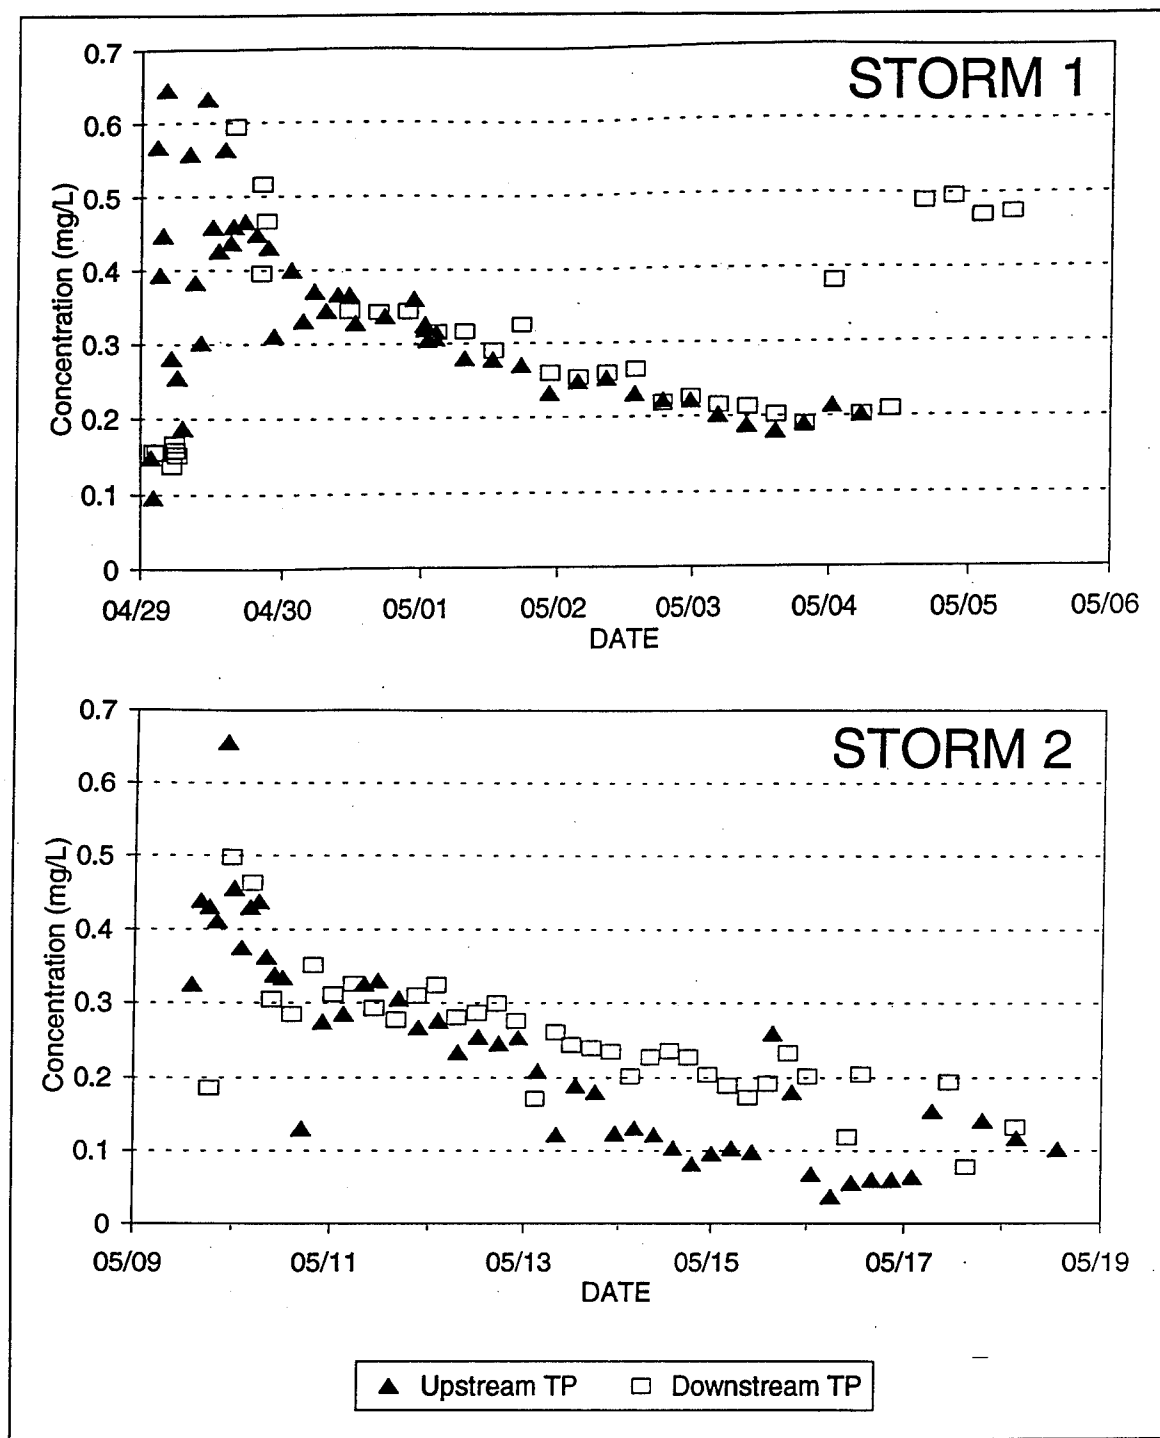 STORM 1
0.7
0.6
0.5
0.4
0.3
0.2
0.1
0
Concentration (mg/L)
04/29 04/30 05/01 05/02 05/03 05/04 05/05 05/06
DATE
STORM 2
0.7
0.6
0.5
0.4
0.3
0.2
0.1
0
Concentration (mg/L)
05/09 05/11 05/13 05/15 05/17 05/19
DATE
Upstream TP Downstream TP